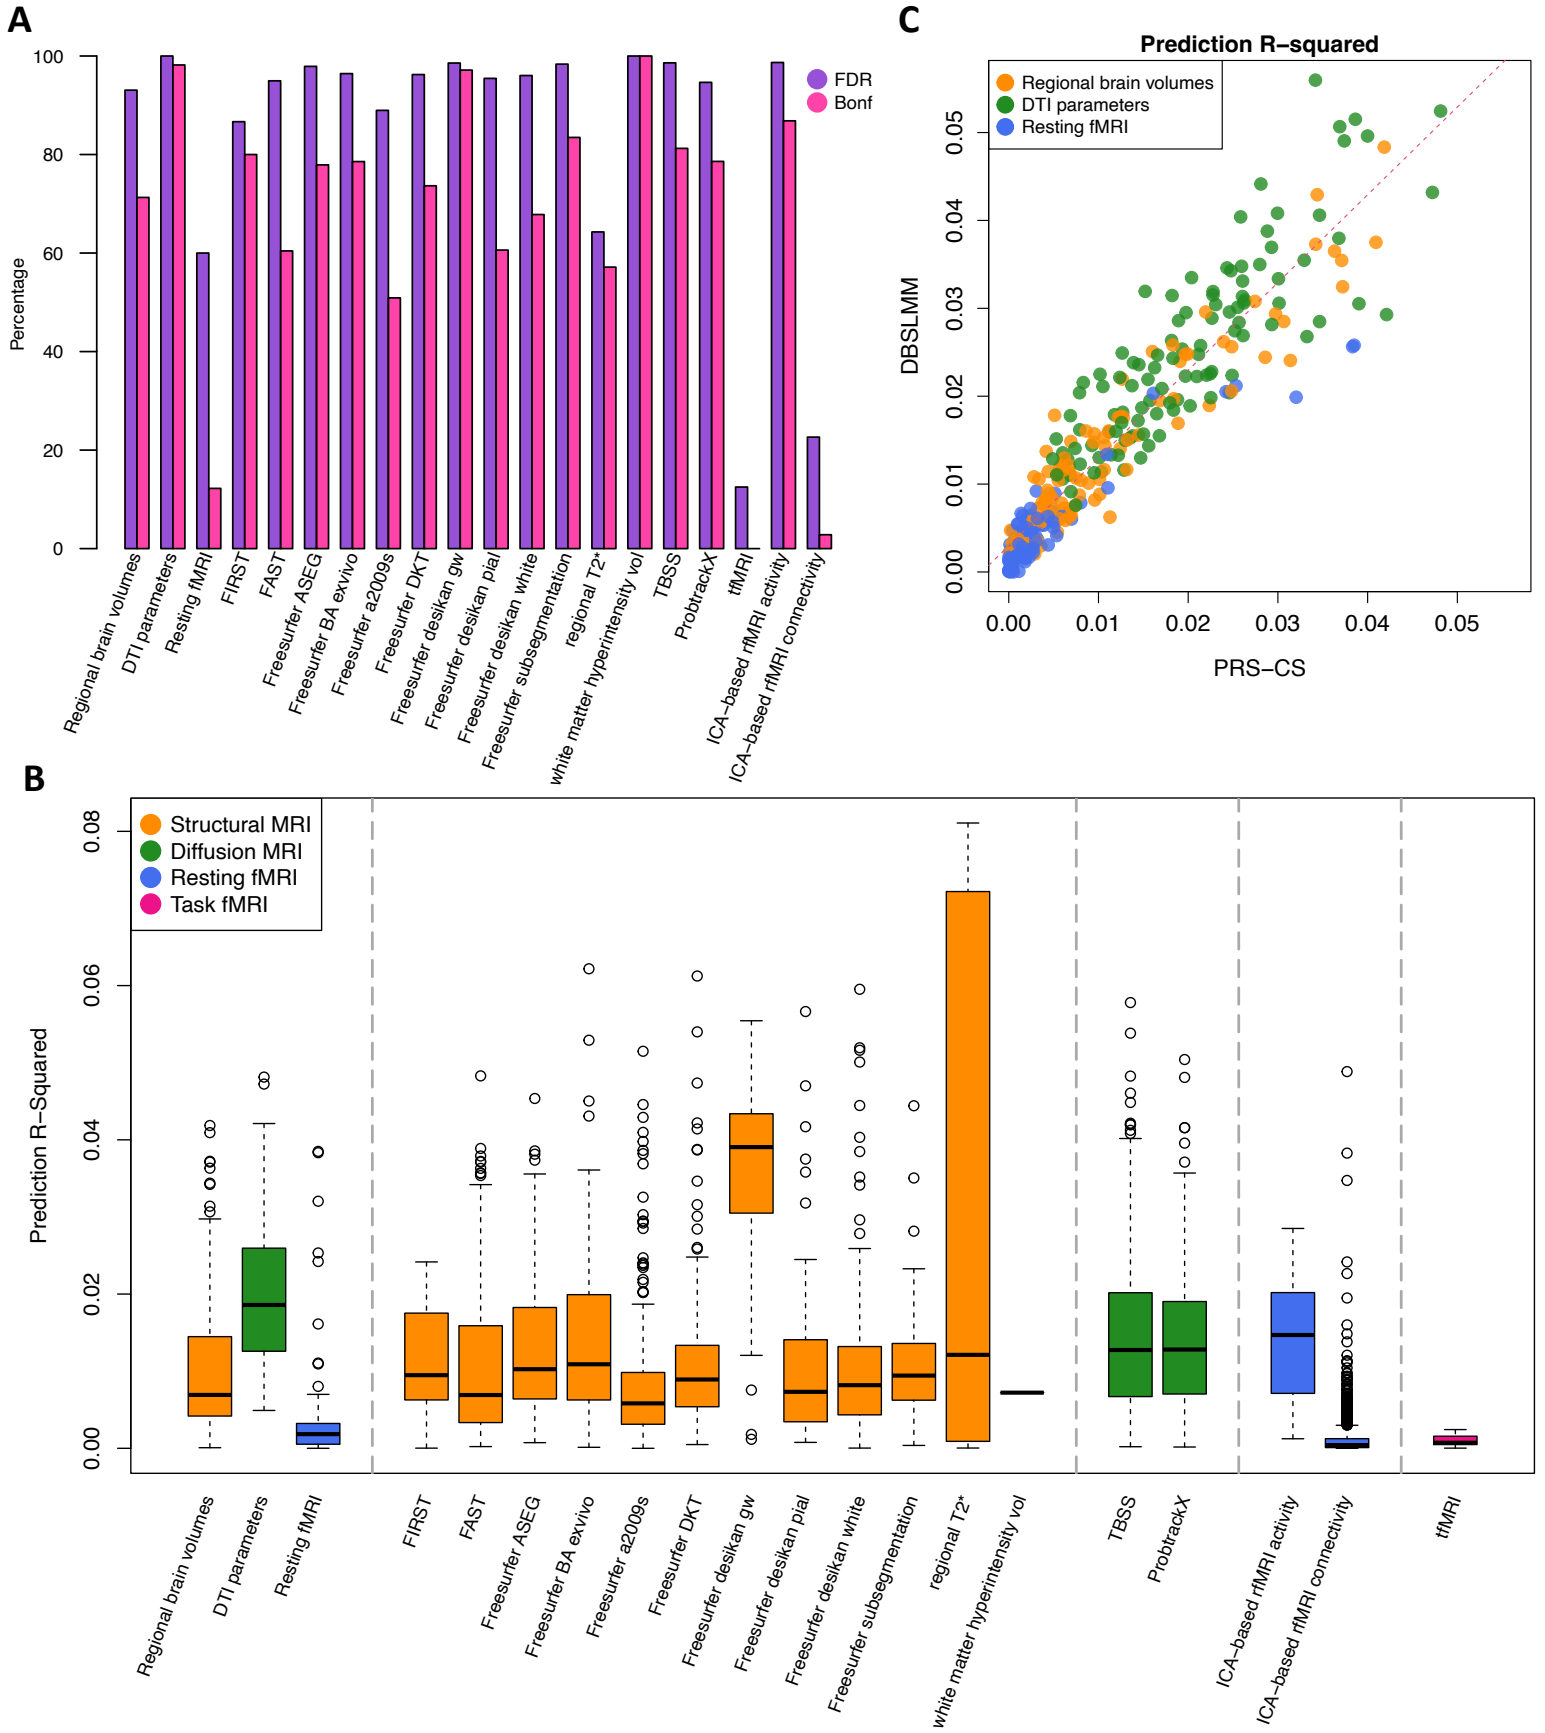 A
100
80
60
40
20
0
Percentage
FDR
Bonf
Regional brain volumes
DTI parameters
Resting fMRI
FIRST
FAST
Freesurfer ASEG
Freesurfer BA exvivo
Freesurfer a2009s
Freesurfer DKT
Freesurfer desikan gw
Freesurfer desikan pial
Freesurfer desikan white
Freesurfer subsegmentation
regional T2*
white matter hyperintensity vol
TBSS
ProbtrackX
tfMRI
ICA−based rfMRI activity
ICA−based rfMRI connectivity
C
Prediction R−squared
Regional brain volumes
DTI parameters
Resting fMRI
DBSLMM
0.05
0.04
0.03
0.02
0.01
0.00
0.00 0.01 0.02 0.03 0.04 0.05
PRS−CS
B
Structural MRI
Diffusion MRI
Resting fMRI
Task fMRI
Prediction R−Squared
0.08
0.06
0.04
0.02
0.00
Regional brain volumes
DTI parameters
Resting fMRI
FIRST
FAST
Freesurfer ASEG
Freesurfer BA exvivo
Freesurfer a2009s
Freesurfer DKT
Freesurfer desikan gw
Freesurfer desikan pial
Freesurfer desikan white
Freesurfer subsegmentation
regional T2*
white matter hyperintensity vol
TBSS
ProbtrackX
ICA−based rfMRI activity
ICA−based rfMRI connectivity
tfMRI